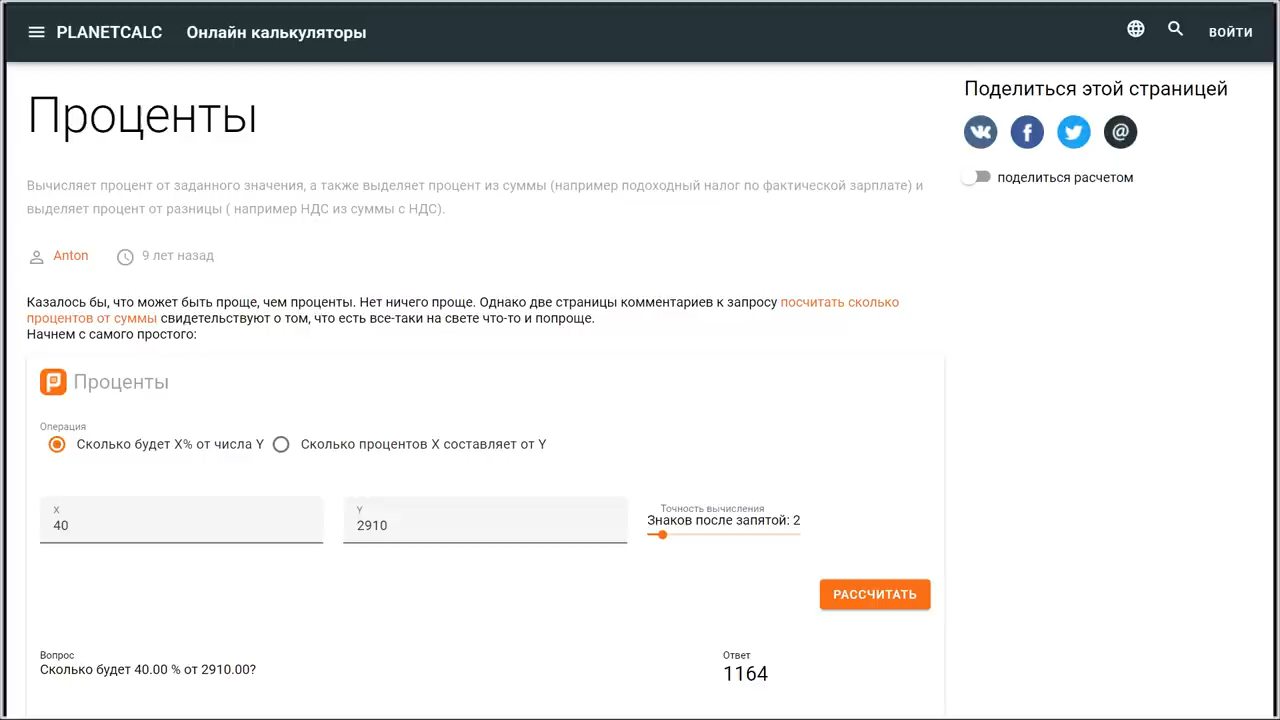 PLANETCALC Онлайн калькуляторы ВОЙТИ
Проценты
Поделиться этой страницей
поделиться расчетом
Вычисляет процент от заданного значения, а также выделяет процент из суммы (например подоходный налог по фактической зарплате) и
выделяет процент от разницы ( например НДС из суммы с НДС).
Anton 9 лет назад
Казалось бы, что может быть проще, чем проценты. Нет ничего проще. Однако две страницы комментариев к запросу посчитать сколько
процентов от суммы свидетельствуют о том, что есть все-таки на свете что-то и попроще.
Начнем с самого простого:
Проценты
Операция
Сколько будет X% от числа Y Сколько процентов X составляет от Y
X
40
Y
2910
Точность вычисления
Знаков после запятой: 2
РАССЧИТАТЬ
Вопрос
Сколько будет 40.00 % от 2910.00?
Ответ
1164